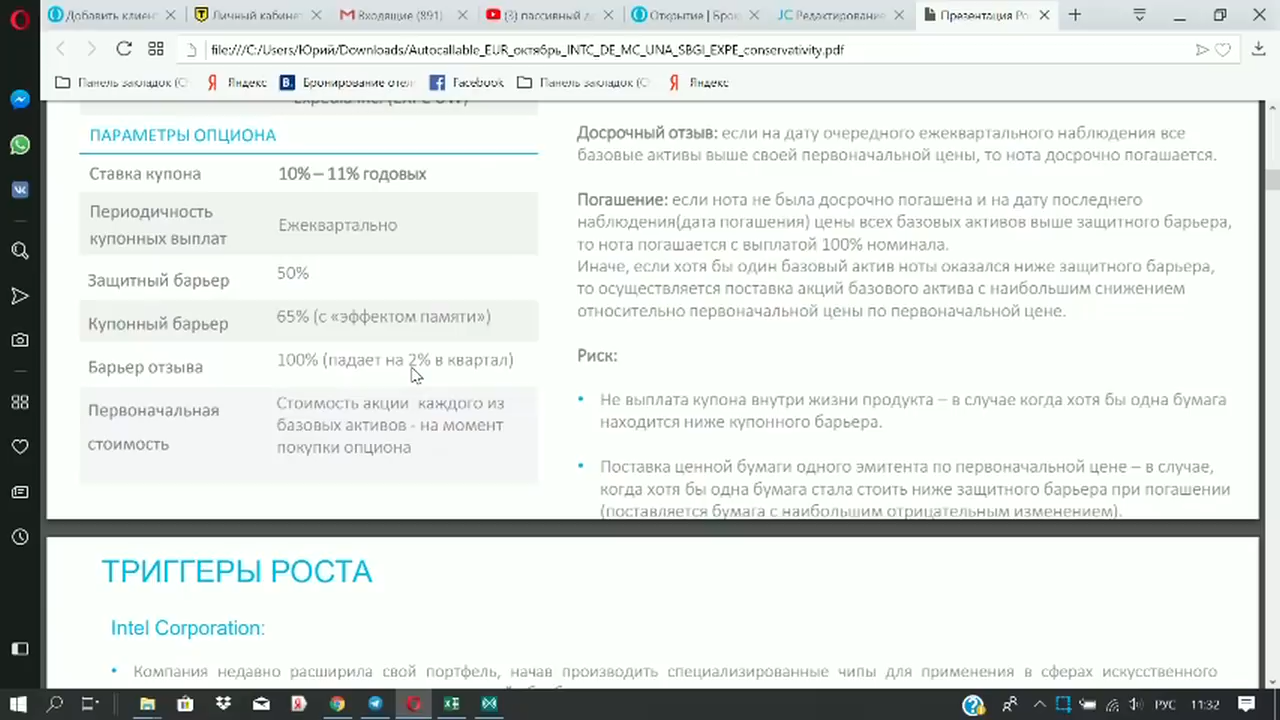 Добавить клиен
Личный кабине
Входящие (891)
(3) пассивный д
Открытие | Брок
Редактирование
Презентация Po
file:///C:/Users/Юрий/Downloads/Autocallable_EUR_октябрь_INTC_DE_MC_UNA_SBGI_EXPE_conservativity.pdf
Панель закладок (С
Яндекс
Бронирование отел
Facebook
Панель закладок (С
Яндекс
ПАРАМЕТРЫ ОПЦИОНА
Ставка купона
10% – 11% годовых
Периодичность
купонных выплат
Ежеквартально
Защитный барьер
50%
Купонный барьер
65% (с «эффектом памяти»)
Барьер отзыва
100% (падает на 2% в квартал)
Первоначальная
стоимость
Стоимость акции каждого из
базовых активов - на момент
покупки опциона
Досрочный отзыв: если на дату очередного ежеквартального наблюдения все
базовые активы выше своей первоначальной цены, то нота досрочно погашается.
Погашение: если нота не была досрочно погашена и на дату последнего
наблюдения(дата погашения) цены всех базовых активов выше защитного барьера,
то нота погашается с выплатой 100% номинала.
Иначе, если хотя бы один базовый актив ноты оказался ниже защитного барьера,
то осуществляется поставка акций базового актива с наибольшим снижением
относительно первоначальной цены по первоначальной цене.
Риск:
• Не выплата купона внутри жизни продукта – в случае когда хотя бы одна бумага
находится ниже купонного барьера.
• Поставка ценной бумаги одного эмитента по первоначальной цене – в случае,
когда хотя бы одна бумага стала стоить ниже защитного барьера при погашении
(поставляется бумага с наибольшим отрицательным изменением).
ТРИГГЕРЫ РОСТА
Intel Corporation:
• Компания недавно расширила свой портфель, начав производить специализированные чипы для применения в сферах искусственного
РУС
11:32